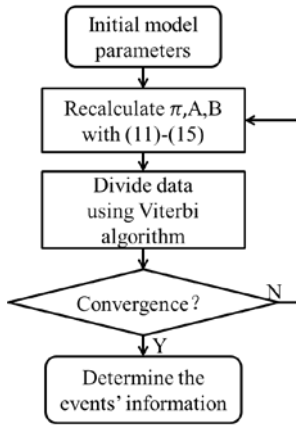 Initial model
parameters
Recalculate π,A,B
with (11)-(15)
Divide data
using Viterbi
algorithm
Convergence?
N
Y
Determine the
events' information